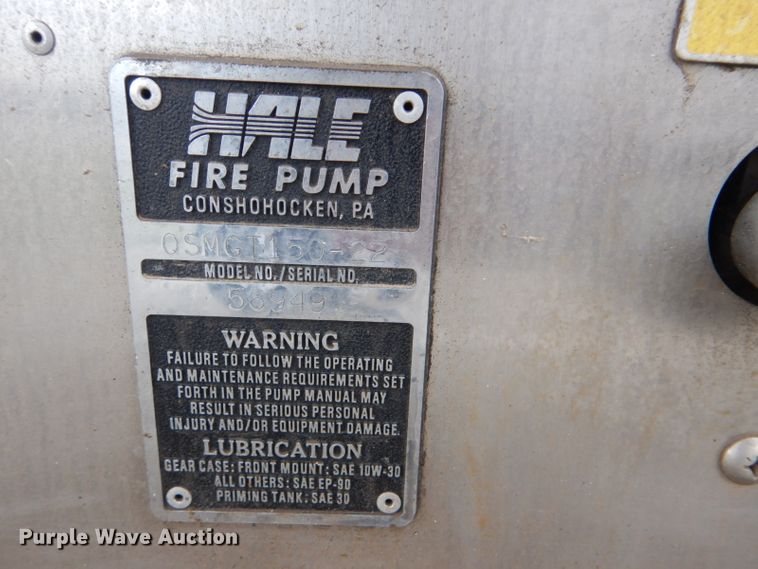 HALE
FIRE PUMP
CONSHOHOCKEN, PA
QSMGT150-22
MODEL NO./SERIAL NO.
WARNING
FAILURE TO FOLLOW THE OPERATING
AND MAINTENANCE REQUIREMENTS SET
FORTH IN THE PUMP MANUAL MAY
RESULT IN SERIOUS PERSONAL
INJURY AND/OR EQUIPMENT DAMAGE.
LUBRICATION
GEAR CASE: FRONT MOUNT: SAE 10W-30
ALL OTHERS: SAE EP-90
PRIMING TANK: SAE 30
Purple Wave Auction